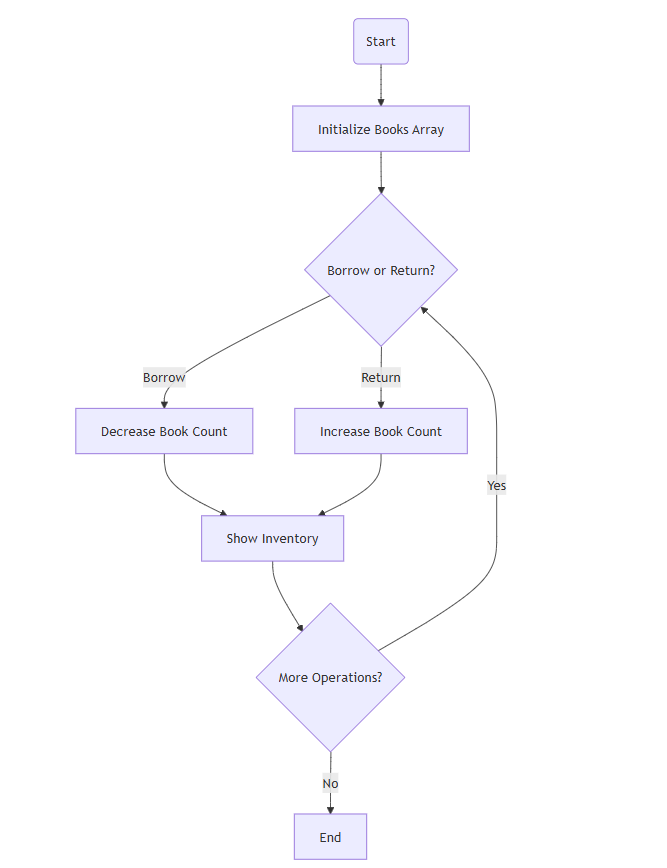 Start
Initialize Books Array
Borrow or Return?
Borrow
Return
Decrease Book Count
Increase Book Count
Yes
Show Inventory
More Operations?
No
End